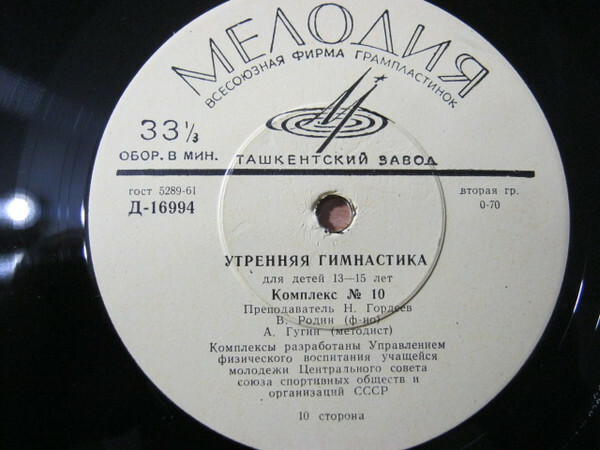 МЕЛОДИЯ
ВСЕСОЮЗНАЯ ФИРМА ГРАМПЛАСТИНОК
33 1/3
ОБОР. В МИН.
ТАШКЕНТСКИЙ ЗАВОД
гост 5289-61
Д-16994
вторая гр.
0-70
УТРЕННЯЯ ГИМНАСТИКА
для детей 13—15 лет
Комплекс № 10
Преподаватель Н. Гордеев
В. Родин (ф-но)
А. Гугин (методист)
Комплексы разработаны Управлением
физического воспитания учащейся
молодежи Центрального совета
союза спортивных обществ и
организаций СССР
10 сторона